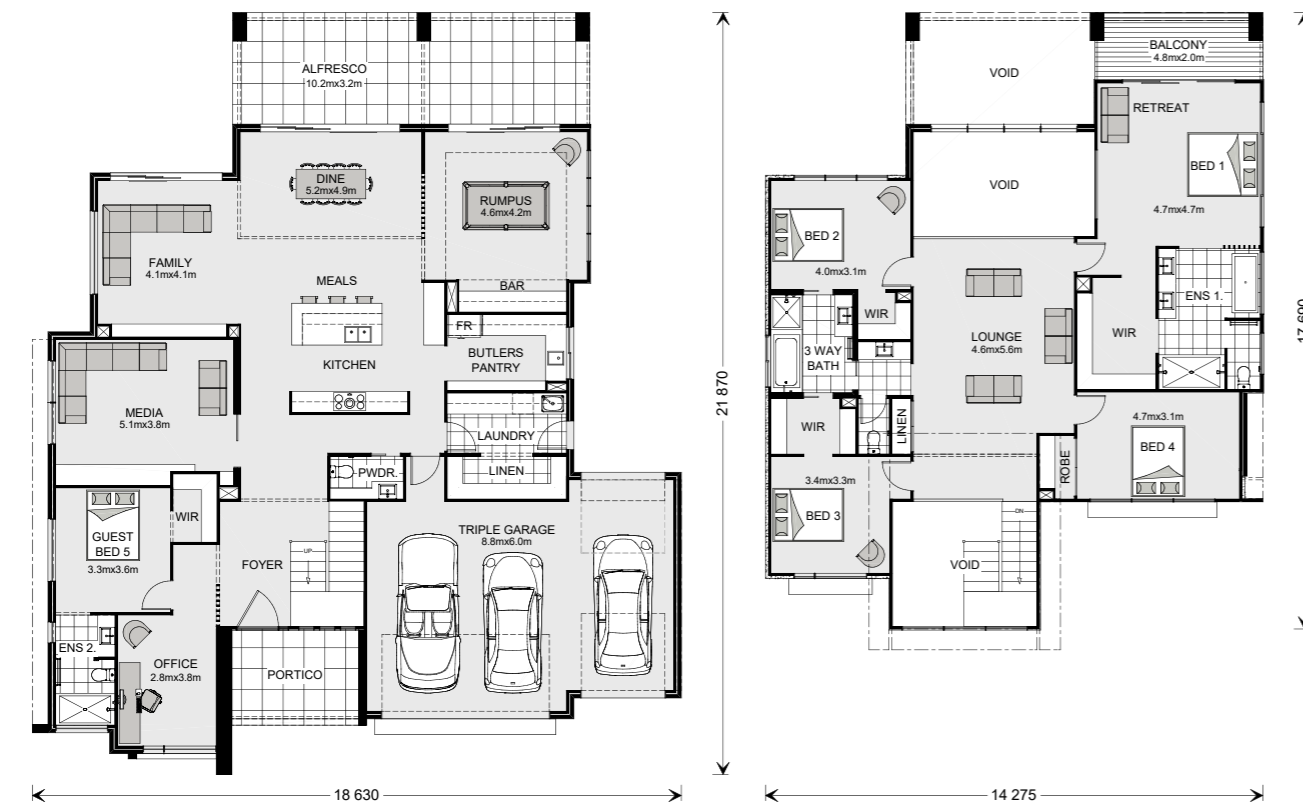 ALFRESCO
10.2mx3.2m
DINE
5.2mx4.9m
RUMPUS
4.6mx4.2m
FAMILY
4.1mx4.1m
MEALS
BAR
FR
BUTLERS
PANTRY
KITCHEN
MEDIA
5.1mx3.8m
LAUNDRY
LINEN
PWDR.
WIR
GUEST
BED 5
3.3mx3.6m
FOYER
UP
TRIPLE GARAGE
8.8mx6.0m
ENS 2.
OFFICE
2.8mx3.8m
PORTICO
18 630
21 870
VOID
BALCONY
4.8mx2.0m
RETREAT
VOID
BED 1
4.7mx4.7m
BED 2
4.0mx3.1m
WIR
ENS 1.
3 WAY
BATH
LOUNGE
4.6mx5.6m
WIR
WIR
LINEN
4.7mx3.1m
BED 4
ROBE
3.4mx3.3m
BED 3
DN
VOID
14 275
17 690